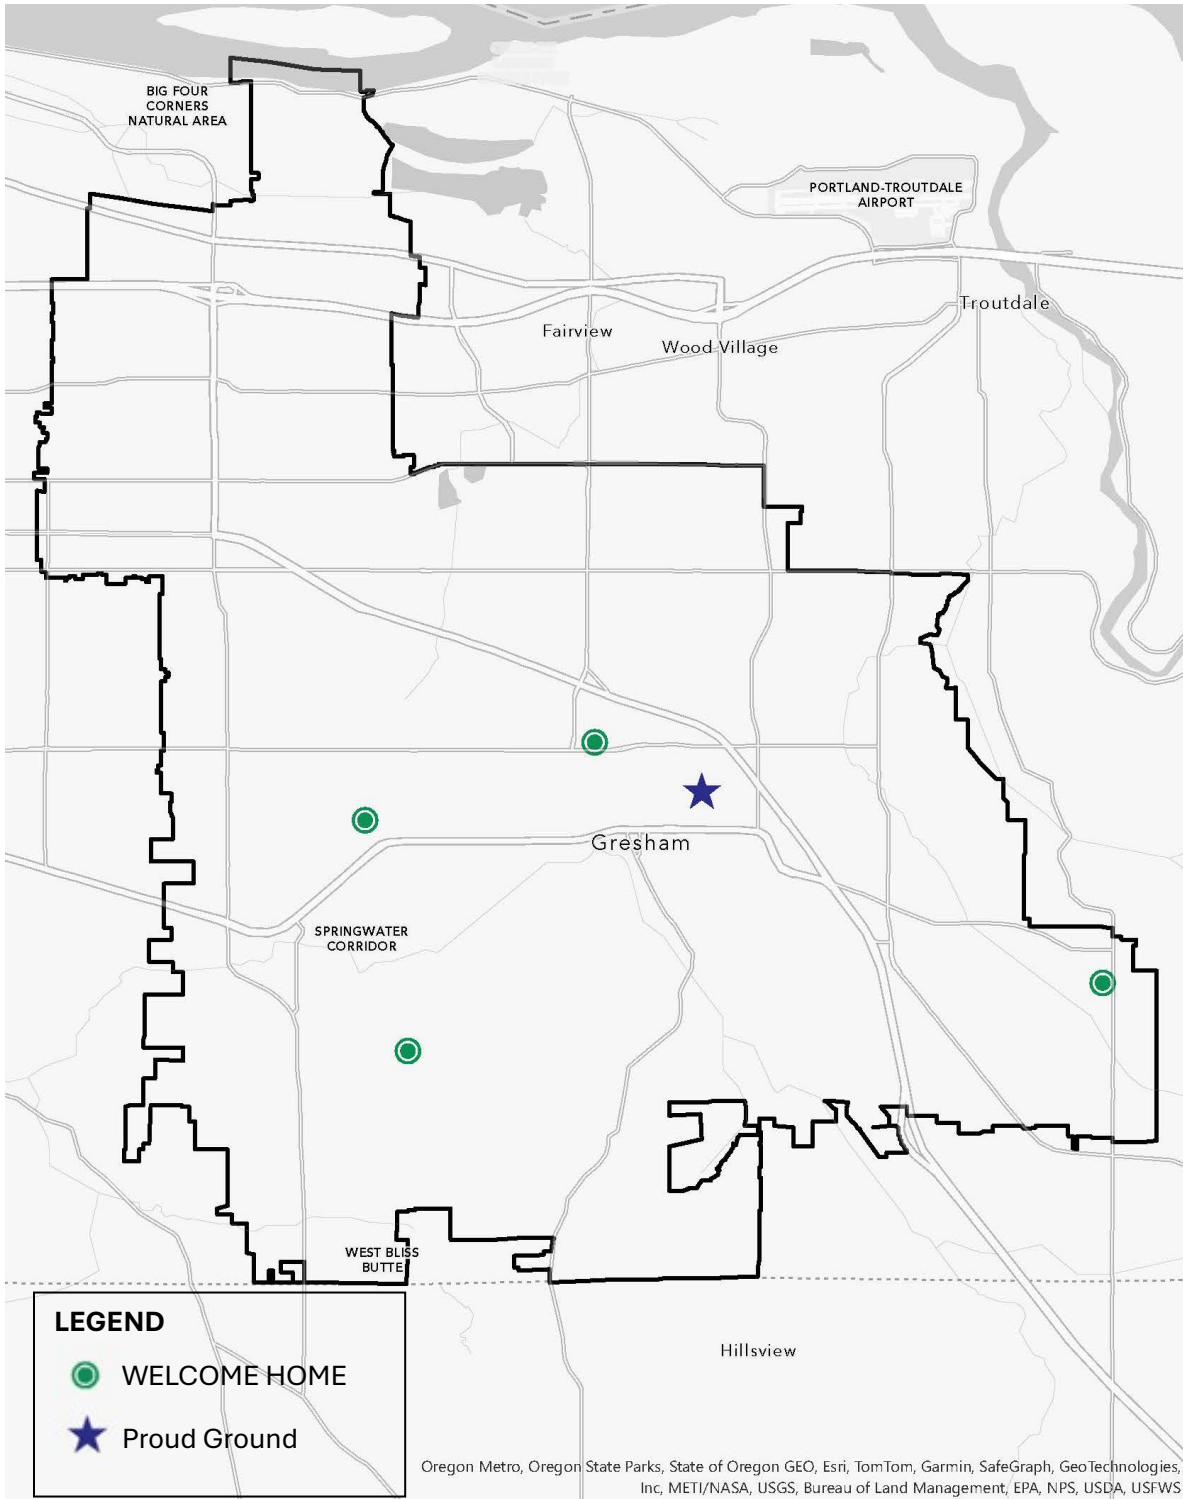 BIG FOUR
CORNERS
NATURAL AREA
PORTLAND-TROUTDALE
AIRPORT
Troutdale
Fairview
Wood Village
Gresham
SPRINGWATER
CORRIDOR
WEST BLISS
BUTTE
LEGEND
WELCOME HOME
Proud Ground
Hillsview
Oregon Metro, Oregon State Parks, State of Oregon GEO, Esri, TomTom, Garmin, SafeGraph, GeoTechnologies,
Inc, METI/NASA, USGS, Bureau of Land Management, EPA, NPS, USDA, USFWS